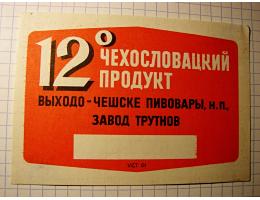 12° ЧЕХОСЛОВАЦКИЙ
ПРОДУКТ
ВЫХОДО-ЧЕШСКЕ ПИВОВАРЫ, Н.П.,
ЗАВОД ТРУТНОВ